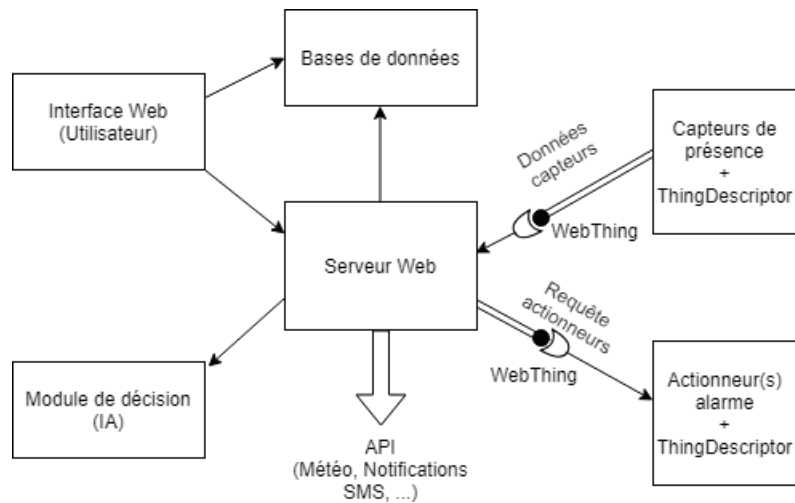 Bases de données
Interface Web
(Utilisateur)
Données
capteurs
Capteurs de
présence
+
ThingDescriptor
WebThing
Serveur Web
Requête
actionneurs
WebThing
Module de décision
(IA)
Actionneur(s)
alarme
+
ThingDescriptor
API
(Météo, Notifications
SMS, ...)